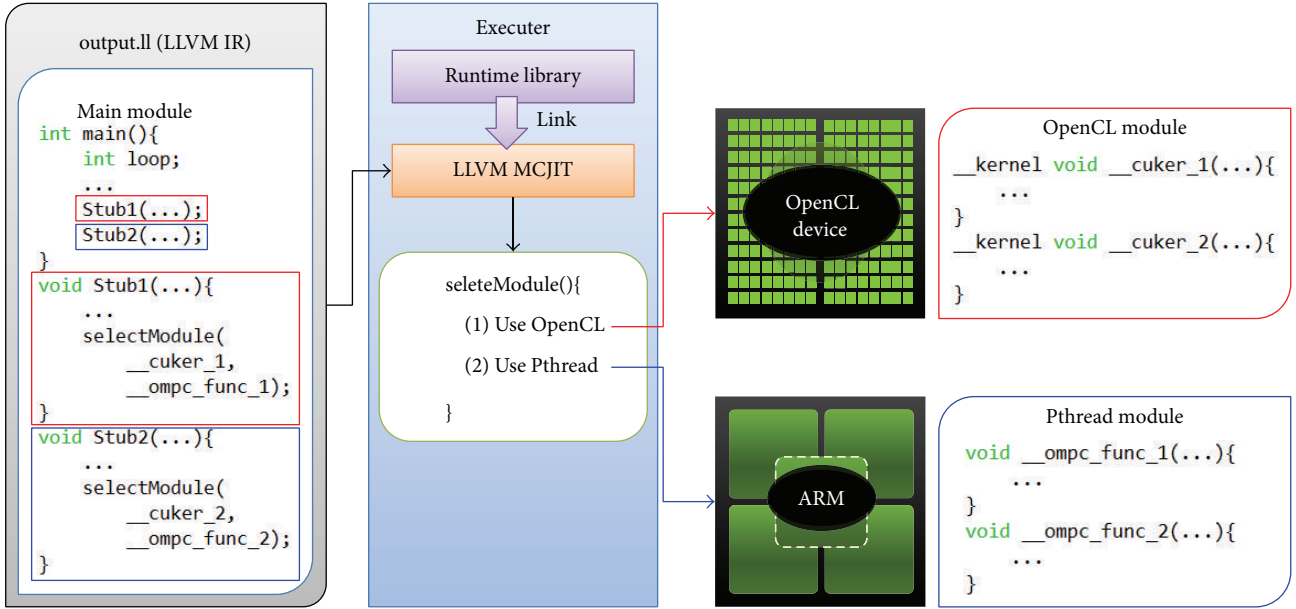 output.ll (LLVM IR)
Main module
int main(){
int loop;
...
Stub1(...);
Stub2(...);
}
void Stub1(...){
...
selectModule(
__cuker_1,
__ompc_func_1);
}
void Stub2(...){
...
selectModule(
__cuker_2,
__ompc_func_2);
}
Executer
Runtime library
Link
LLVM MCJIT
seleteModule(){
(1) Use OpenCL
(2) Use Pthread
}
OpenCL
device
OpenCL module
__kernel void __cuker_1(...){
...
}
__kernel void __cuker_2(...){
...
}
ARM
Pthread module
void __ompc_func_1(...){
...
}
void __ompc_func_2(...){
...
}